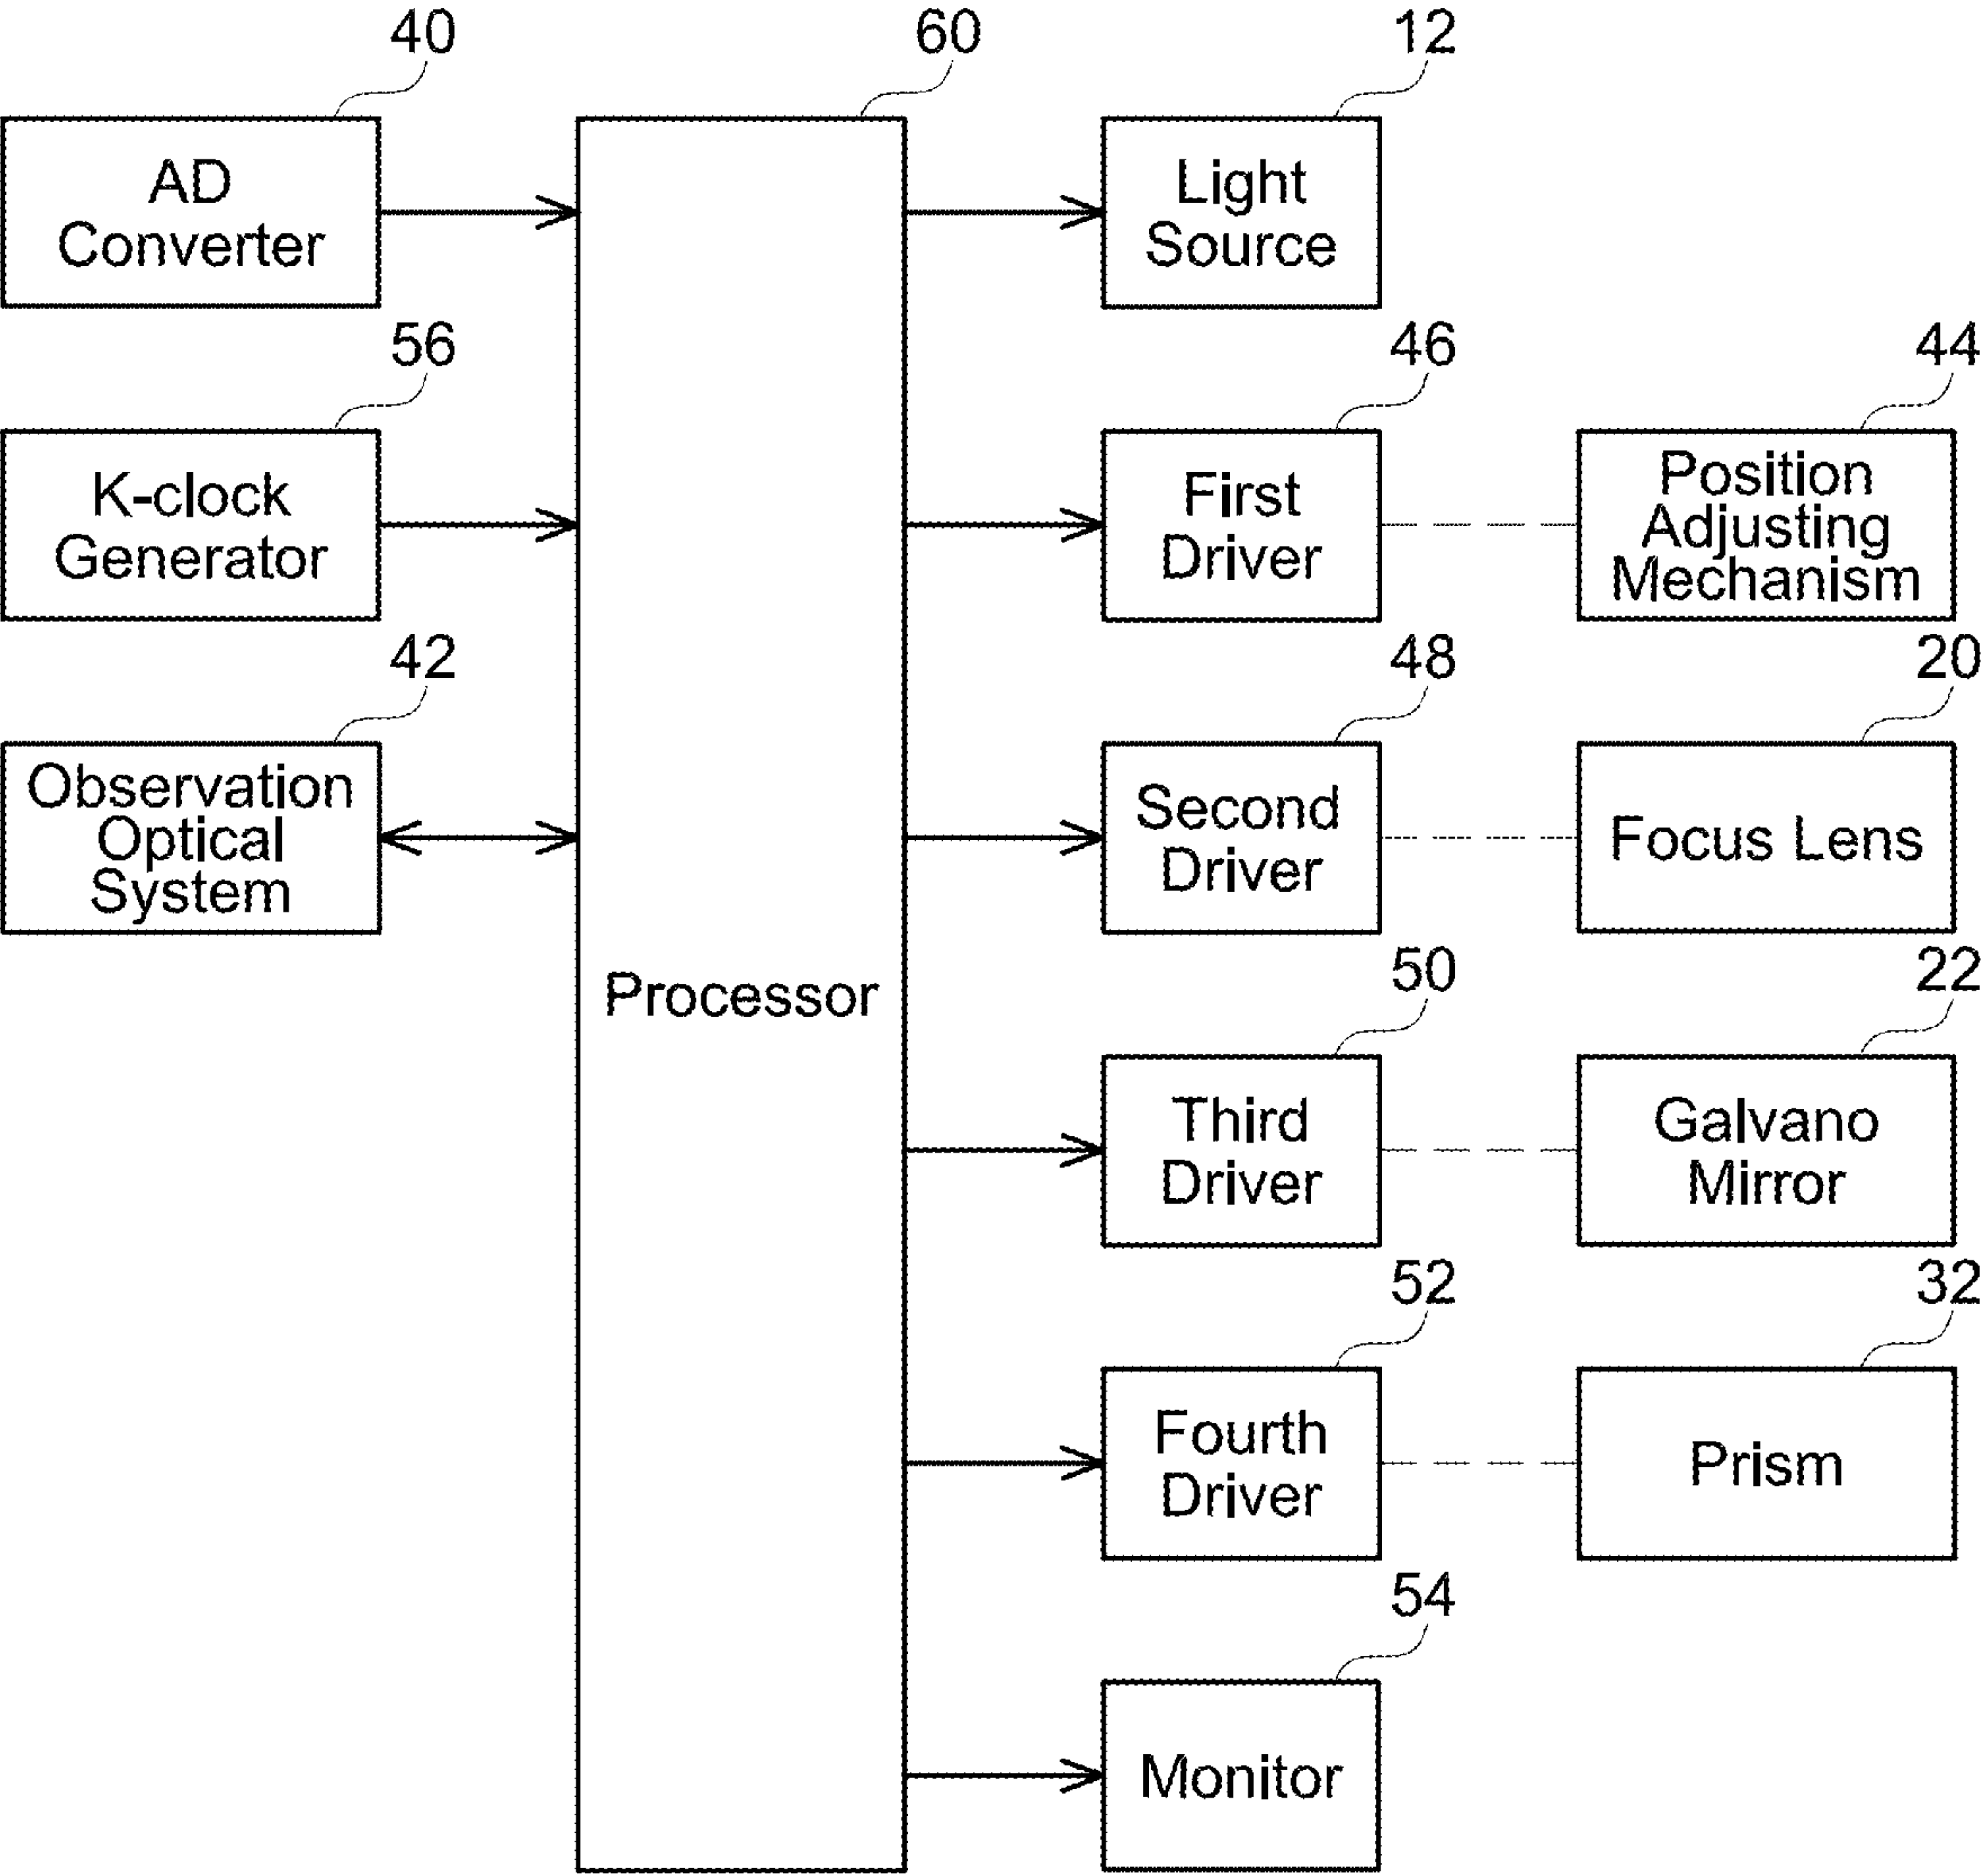 40
60
12
AD
Converter
Light
Source
56
46
44
K-clock
Generator
First
Driver
Position
Adjusting
Mechanism
42
48
20
Observation
Optical
System
Second
Driver
Focus Lens
Processor
50
22
Third
Driver
Galvano
Mirror
52
32
Fourth
Driver
Prism
54
Monitor